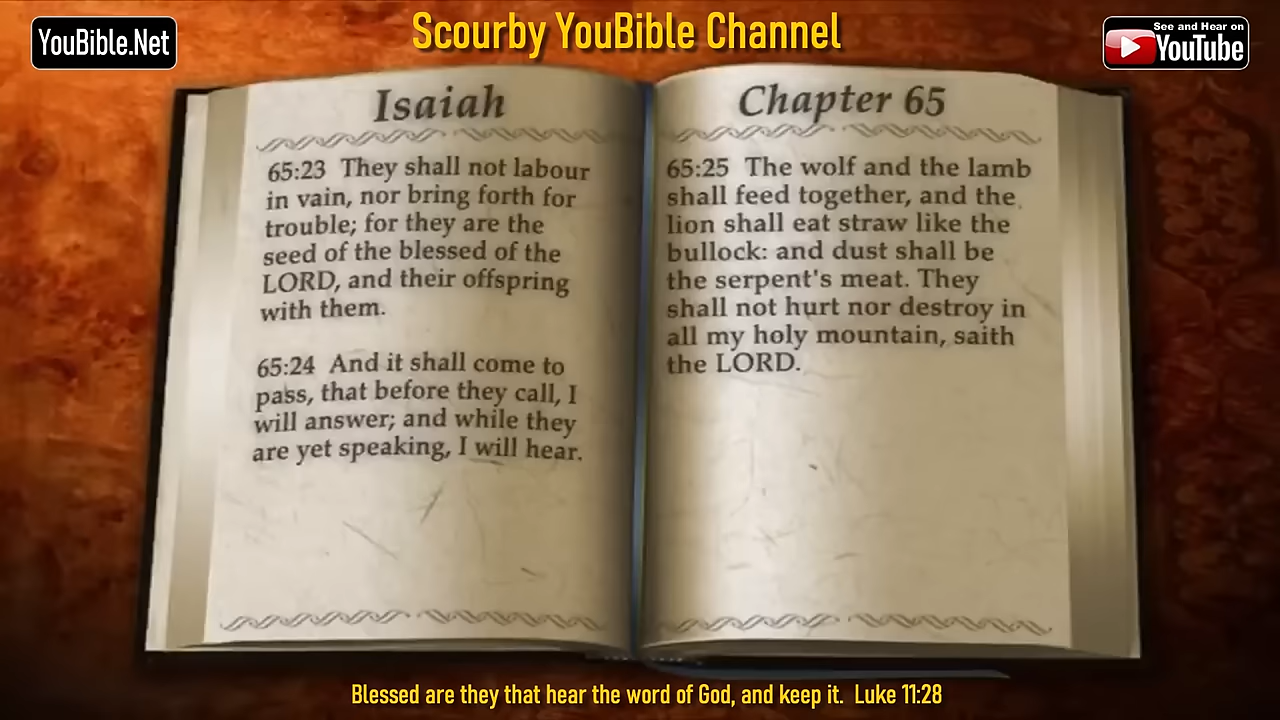 YouBible.Net
Scourby YouBible Channel
See and Hear on
YouTube
Isaiah
65:23 They shall not labour
in vain, nor bring forth for
trouble; for they are the
seed of the blessed of the
LORD, and their offspring
with them.
65:24 And it shall come to
pass, that before they call, I
will answer; and while they
are yet speaking, I will hear.
Chapter 65
65:25 The wolf and the lamb
shall feed together, and the
lion shall eat straw like the
bullock: and dust shall be
the serpent's meat. They
shall not hurt nor destroy in
all my holy mountain, saith
the LORD.
Blessed are they that hear the word of God, and keep it. Luke 11:28